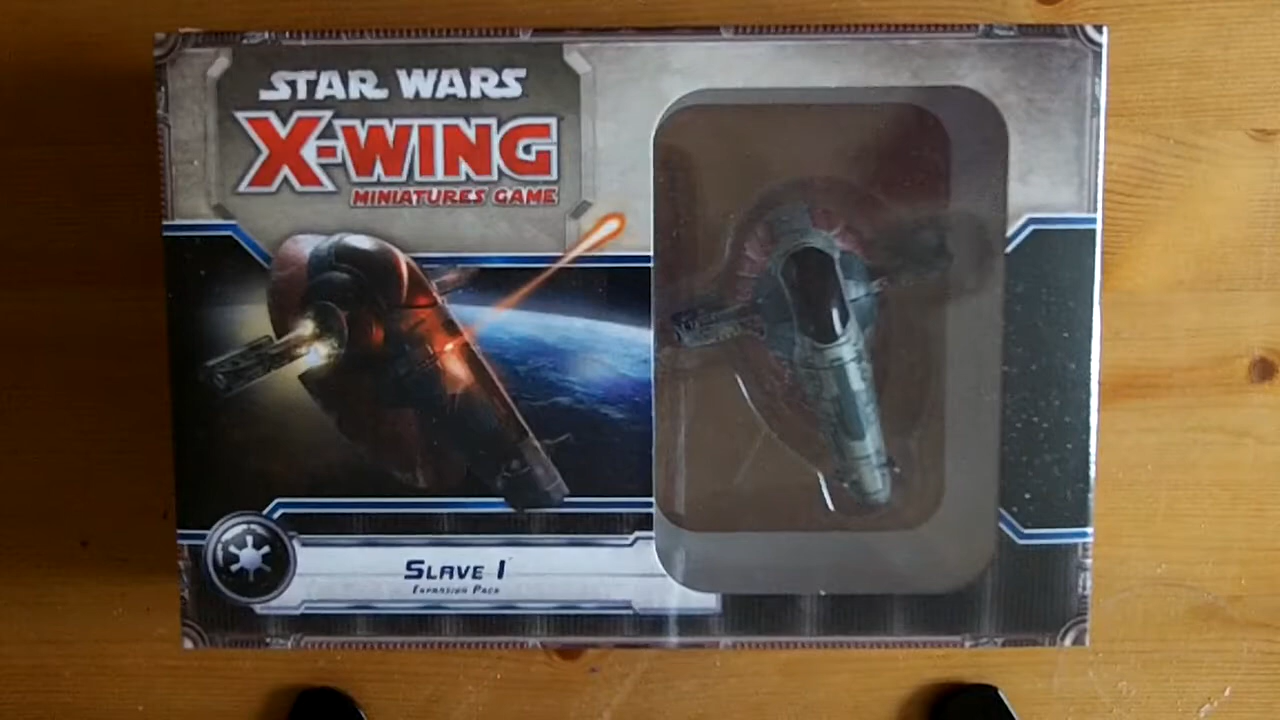 STAR WARS
X-WING
MINIATURES GAME
SLAVE I
EXPANSION PACK